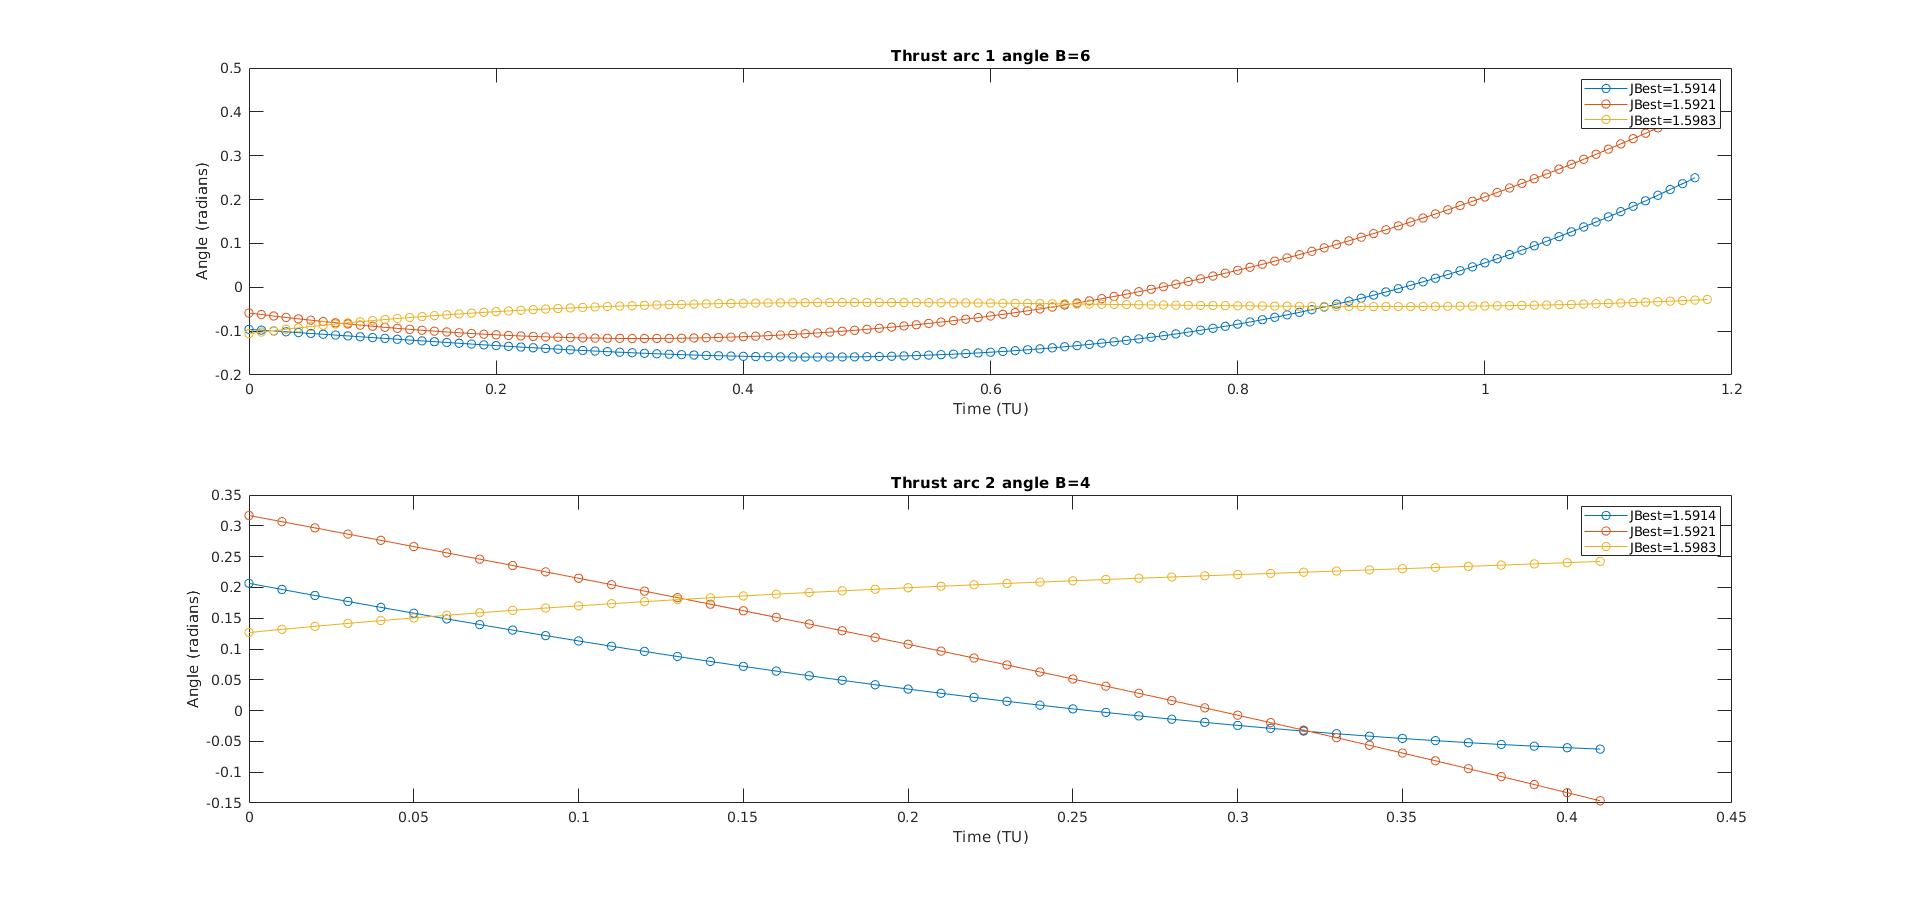 Thrust arc 1 angle B=6
0.5
0.4
0.3
0.2
0.1
0
-0.1
-0.2
Angle (radians)
JBest=1.5914
JBest=1.5921
JBest=1.5983
0 0.2 0.4 0.6 0.8 1 1.2
Time (TU)
Thrust arc 2 angle B=4
0.35
0.3
0.25
0.2
0.15
0.1
0.05
0
-0.05
-0.1
-0.15
Angle (radians)
JBest=1.5914
JBest=1.5921
JBest=1.5983
0 0.05 0.1 0.15 0.2 0.25 0.3 0.35 0.4 0.45
Time (TU)